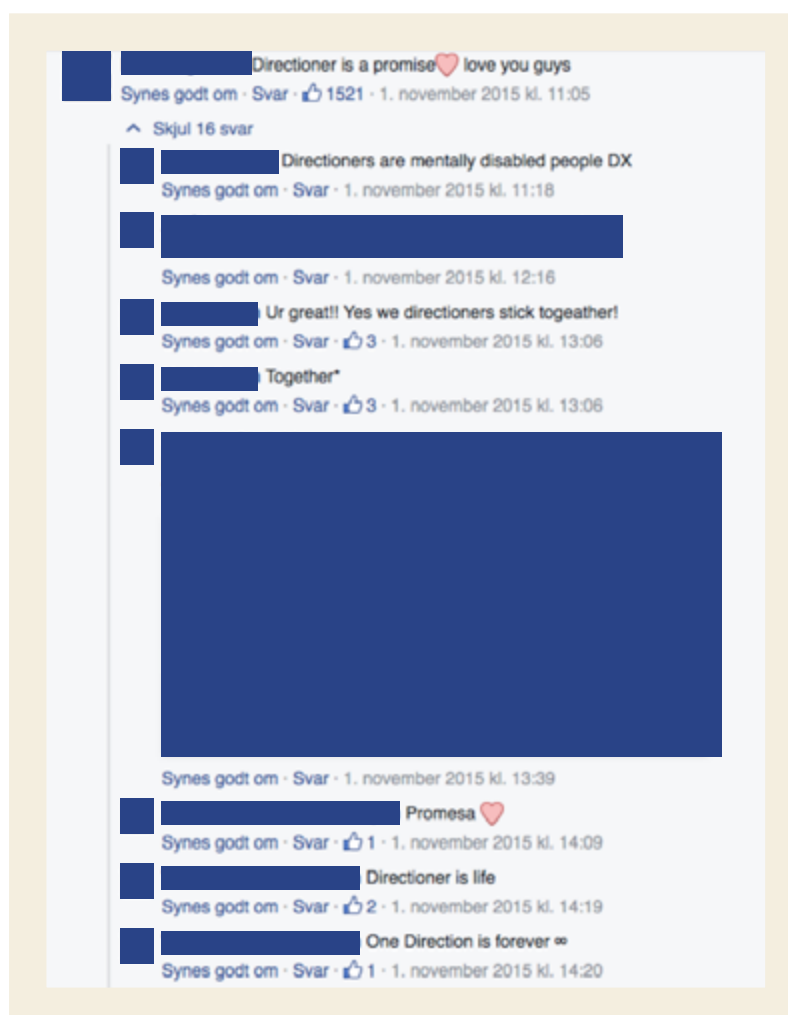 Directioner is a promise love you guys
Synes godt om · Svar · 1521 · 1. november 2015 kl. 11:05
Skjul 16 svar
Directioners are mentally disabled people DX
Synes godt om · Svar · 1. november 2015 kl. 11:18
Synes godt om · Svar · 1. november 2015 kl. 12:16
Ur great!! Yes we directioners stick togeather!
Synes godt om · Svar · 3 · 1. november 2015 kl. 13:06
Together*
Synes godt om · Svar · 3 · 1. november 2015 kl. 13:06
Synes godt om · Svar · 1. november 2015 kl. 13:39
Promesa
Synes godt om · Svar · 1 · 1. november 2015 kl. 14:09
Directioner is life
Synes godt om · Svar · 2 · 1. november 2015 kl. 14:19
One Direction is forever ∞
Synes godt om · Svar · 1 · 1. november 2015 kl. 14:20